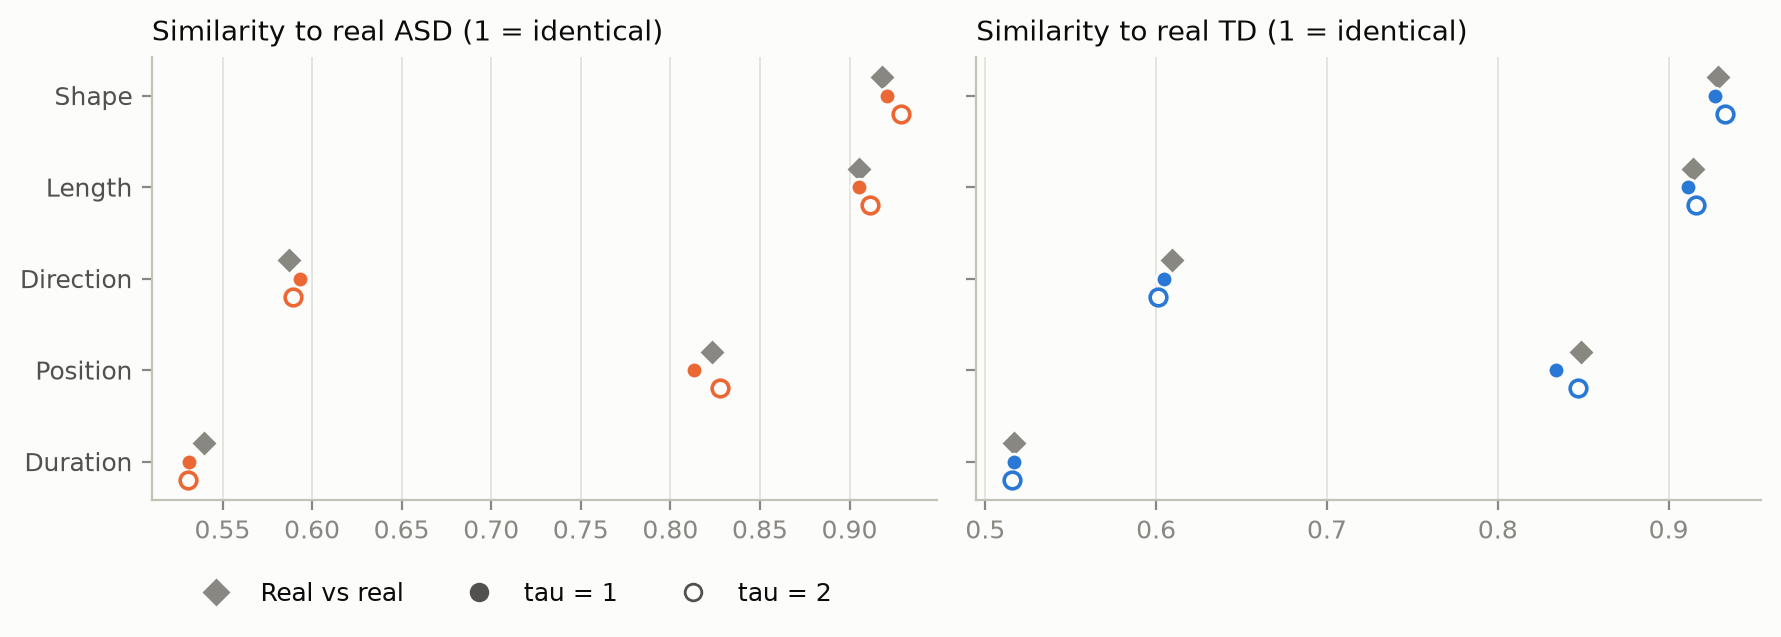 Similarity to real ASD (1 = identical)
Similarity to real TD (1 = identical)
Shape
Length
Direction
Position
Duration
0.55 0.60 0.65 0.70 0.75 0.80 0.85 0.90
0.5 0.6 0.7 0.8 0.9
Real vs real tau = 1 tau = 2